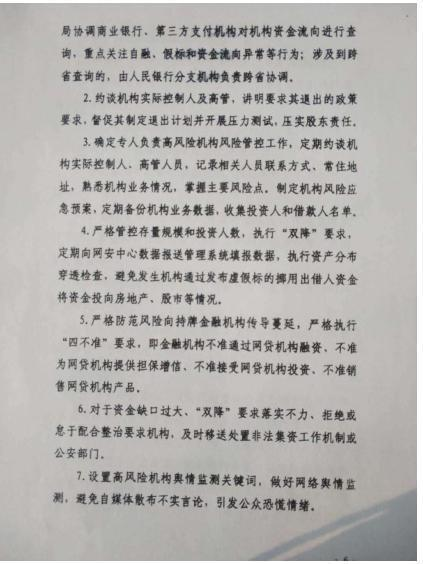 局协调商业银行、第三方支付机构对机构资金流向进行查
询，重点关注自融、假标和资金流向异常等行为；涉及到跨
省查询的，由人民银行分支机构负责跨省协调。
2.约谈机构实际控制人及高管，讲明要求其退出的政策
要求，督促其制定退出计划并开展压力测试，压实股东责任。
3.确定专人负责高风险机构风险管控工作，定期约谈机
构实际控制人、高管人员，记录相关人员联系方式、常住地
址，熟悉机构业务情况，掌握主要风险点。制定机构风险应
急预案，定期备份机构业务数据，收集投资人和借款人名单。
4.严格管控存量规模和投资人数，执行“双降”要求，
定期向网安中心数据报送管理系统填报数据，执行资产分布
穿透检查，避免发生机构通过发布虚假标的挪用出借人资金
将资金投向房地产、股市等情况。
5.严格防范风险向持牌金融机构传导蔓延，严格执行
“四不准”要求，即金融机构不准通过网贷机构融资、不准
为网贷机构提供担保增信、不准接受网贷机构投资、不准销
售网贷机构产品。
6.对于资金缺口过大、“双降”要求落实不力、拒绝或
怠于配合整治要求机构，及时移送处置非法集资工作机制或
公安部门。
7.设置高风险机构舆情监测关键词，做好网络舆情监
测，避免自媒体散布不实言论，引发公众恐慌情绪。